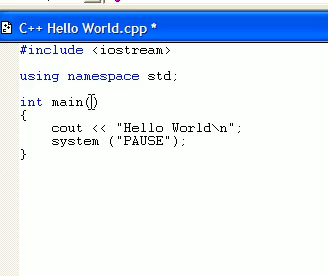 C++ Hello World.cpp *
#include <iostream>
using namespace std;
int main()
{
cout << "Hello World\n";
system ("PAUSE");
}